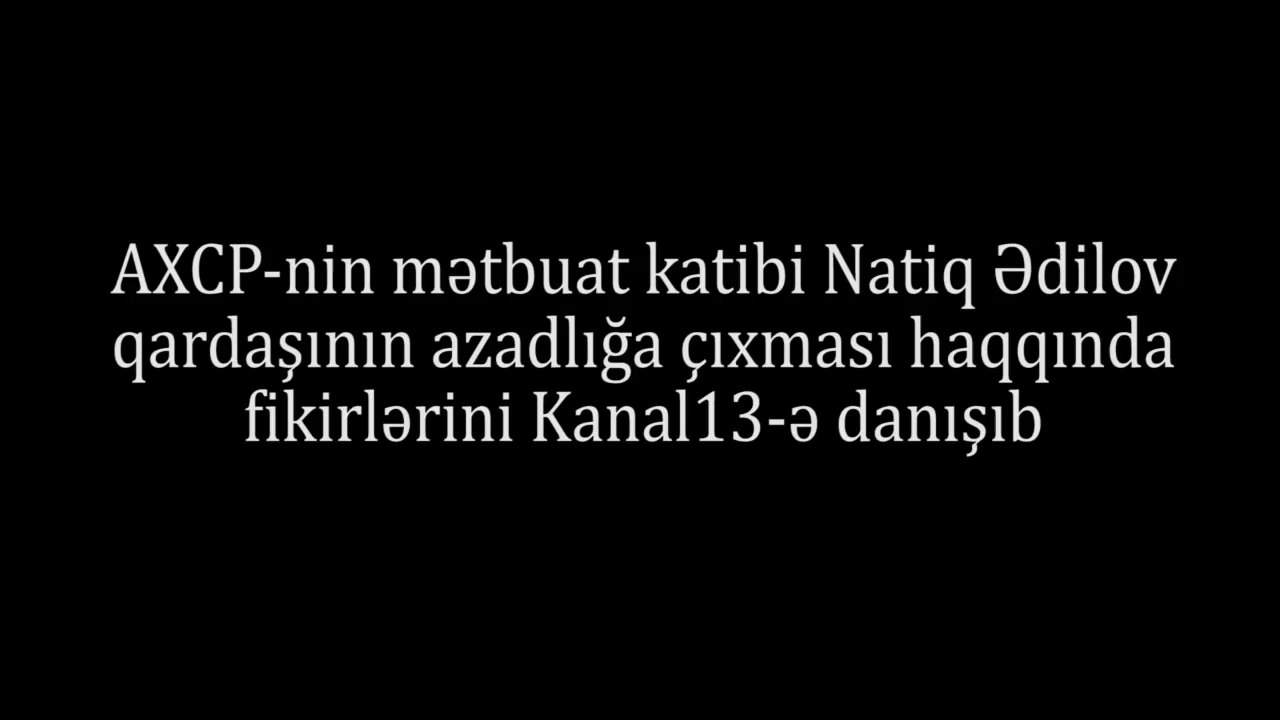 AXCP-nin mətbuat katibi Natiq Ədilov
qardaşının azadlığa çıxması haqqında
fikirlərini Kanal13-ə danışıb